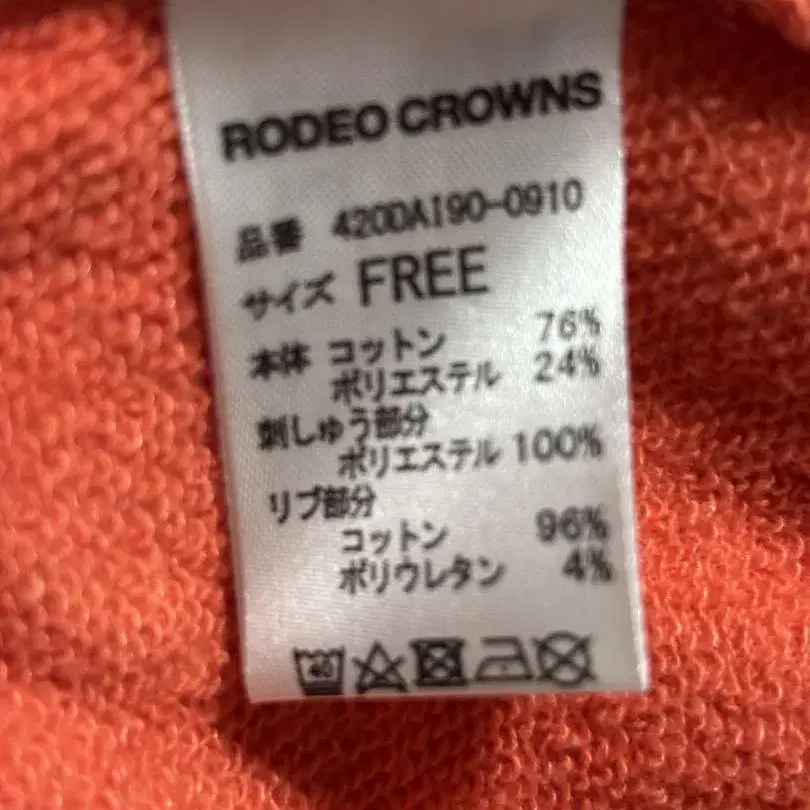 RODEO CROWNS
品番 420DAI90-0910
サイズ FREE
本体 コットン 76%
ポリエステル 24%
刺しゅう部分
ポリエステル 100%
リブ部分
コットン 96%
ポリウレタン 4%
40